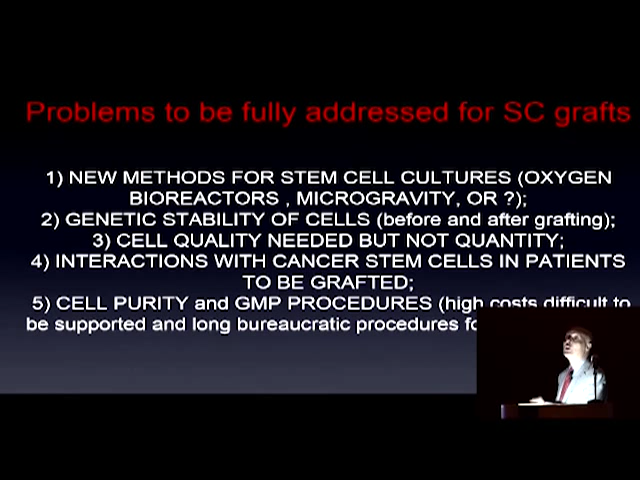 Problems to be fully addressed for SC grafts
1) NEW METHODS FOR STEM CELL CULTURES (OXYGEN
BIOREACTORS , MICROGRAVITY, OR ?);
2) GENETIC STABILITY OF CELLS (before and after grafting);
3) CELL QUALITY NEEDED BUT NOT QUANTITY;
4) INTERACTIONS WITH CANCER STEM CELLS IN PATIENTS
TO BE GRAFTED;
5) CELL PURITY and GMP PROCEDURES (high costs difficult to
be supported and long bureaucratic procedures